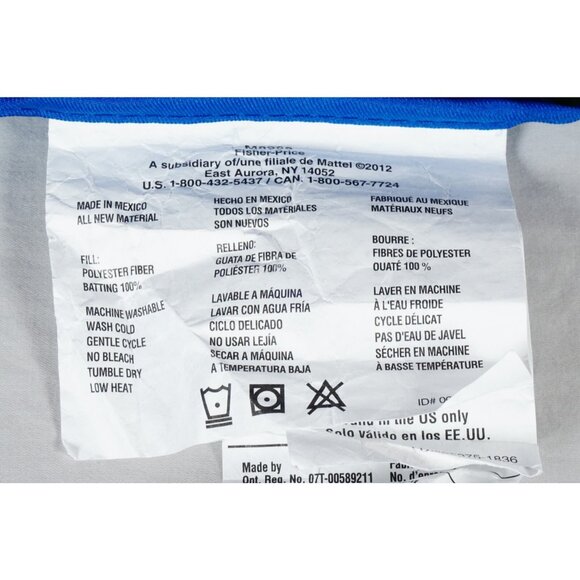 Fisher-Price
A subsidiary of/une filiale de Mattel ©2012
East Aurora, NY 14052
U.S. 1-800-432-5437 / CAN. 1-800-567-7724
MADE IN MEXICO
ALL NEW MATERIAL
FILL:
POLYESTER FIBER
BATTING 100%
MACHINE WASHABLE
WASH COLD
GENTLE CYCLE
NO BLEACH
TUMBLE DRY
LOW HEAT
HECHO EN MEXICO
TODOS LOS MATERIALES
SON NUEVOS
RELLENO:
GUATA DE FIBRA DE
POLIÉSTER 100%
LAVABLE A MÁQUINA
LAVAR CON AGUA FRÍA
CICLO DELICADO
NO USAR LEJÍA
SECAR A MÁQUINA
A TEMPERATURA BAJA
FABRIQUÉ AU MEXIQUE
MATÉRIAUX NEUFS
BOURRE :
FIBRES DE POLYESTER
OUATÉ 100 %
LAVER EN MACHINE
À L'EAU FROIDE
CYCLE DÉLICAT
PAS D'EAU DE JAVEL
SÉCHER EN MACHINE
À BASSE TEMPÉRATURE
ID#
in the US only
Solo Válido en los EE.UU.
-1836
Made by
Ont. Reg. No. 07T-00589211
No.